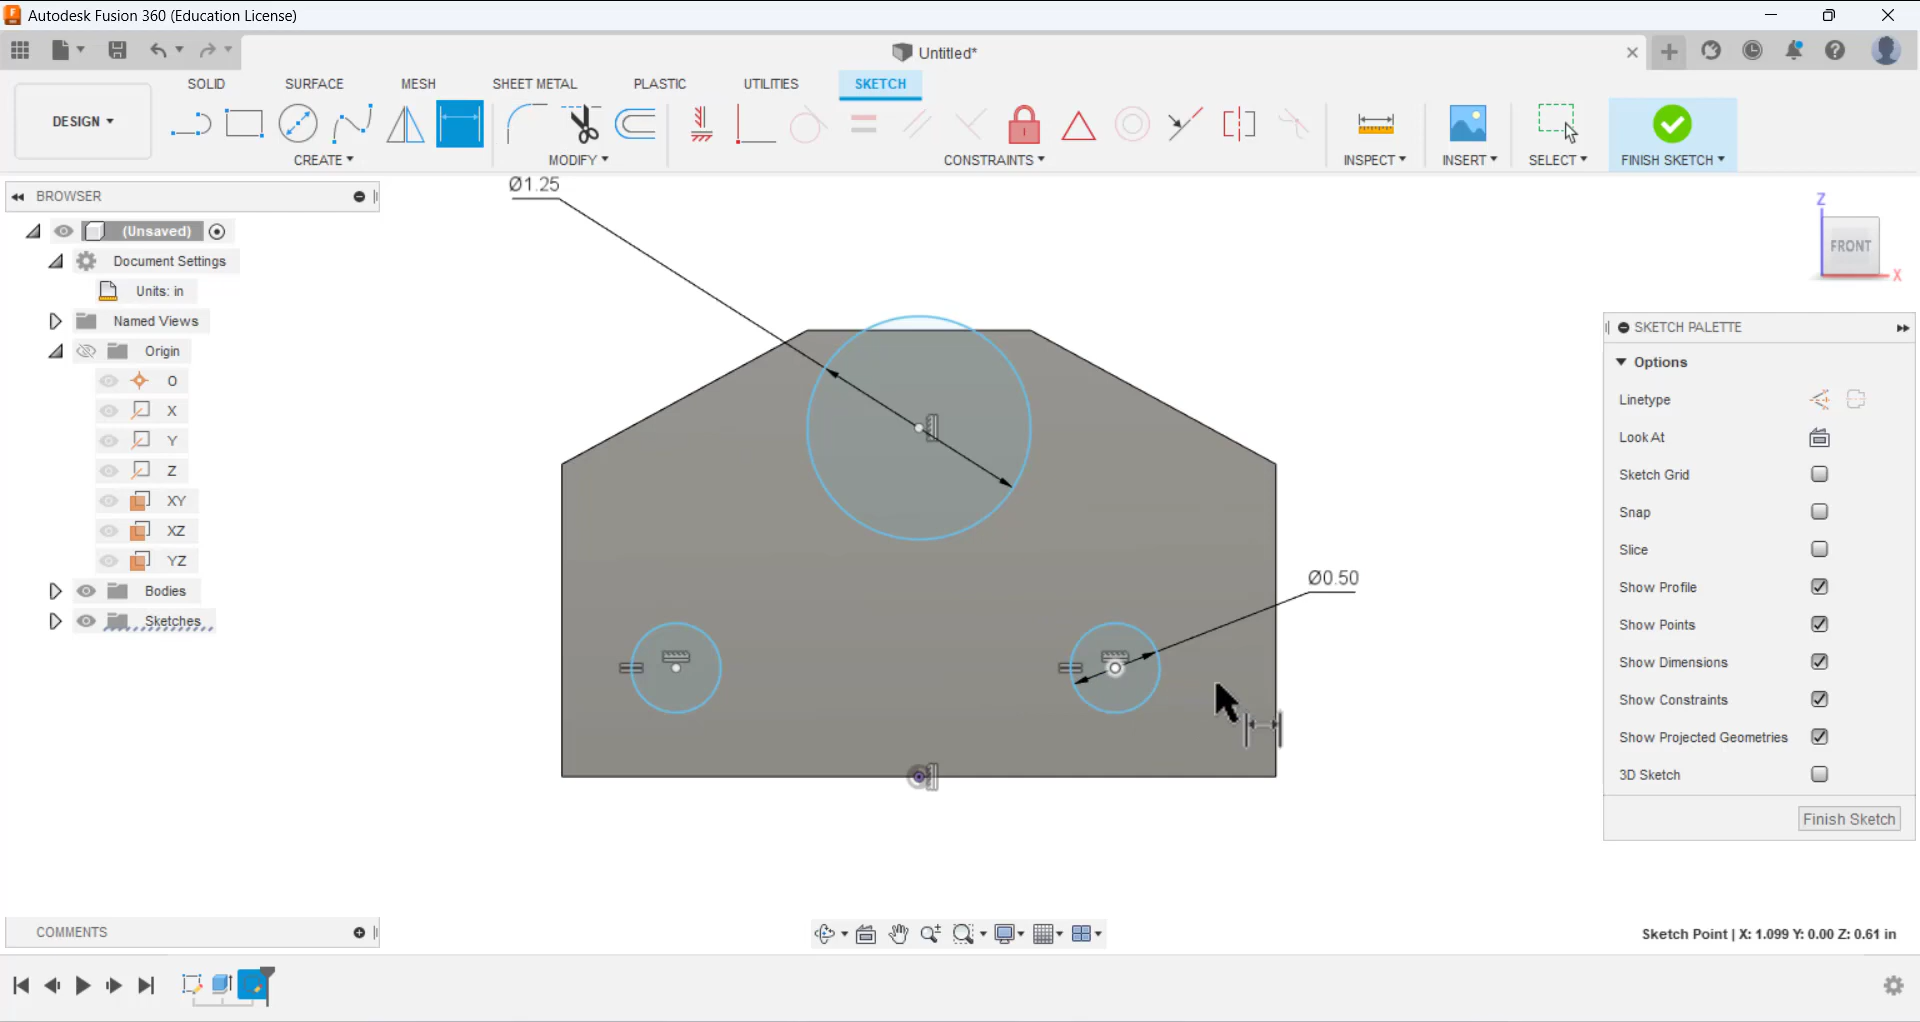 Autodesk Fusion 360 (Education License)
Untitled*
SOLID SURFACE MESH SHEET METAL PLASTIC UTILITIES SKETCH
DESIGN
CREATE MODIFY CONSTRAINTS INSPECT INSERT SELECT FINISH SKETCH
BROWSER
(Unsaved)
Document Settings
Units: in
Named Views
Origin
O
X
Y
Z
XY
XZ
YZ
Bodies
Sketches
Ø1.25
Ø0.50
Z
FRONT
X
SKETCH PALETTE
Options
Linetype
Look At
Sketch Grid
Snap
Slice
Show Profile
Show Points
Show Dimensions
Show Constraints
Show Projected Geometries
3D Sketch
Finish Sketch
COMMENTS
Sketch Point | X: 1.099 Y: 0.00 Z: 0.61 in